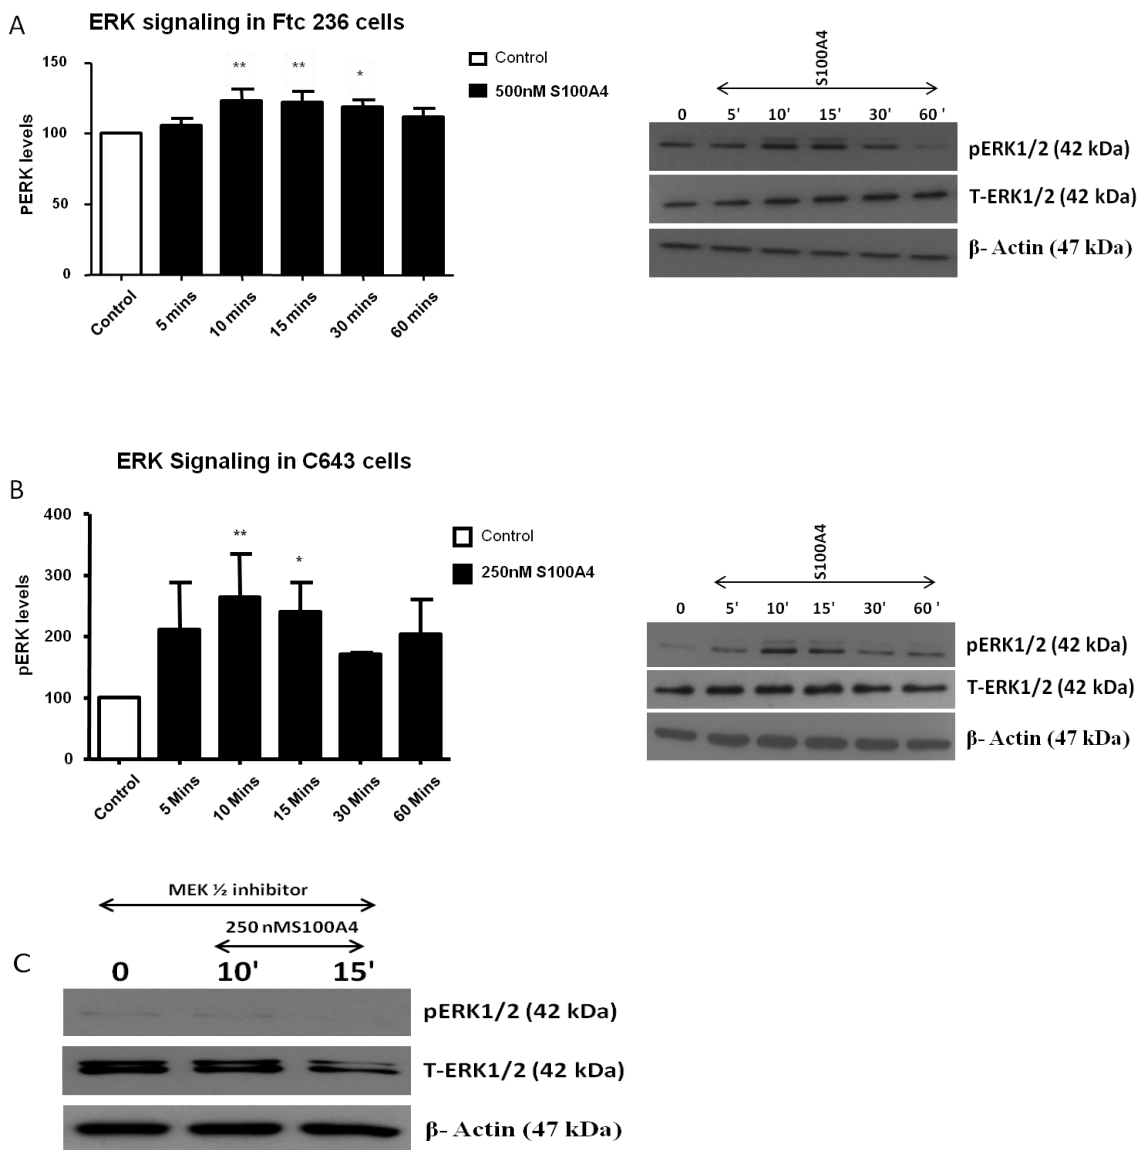 A
ERK signaling in Ftc 236 cells
Control
500nM S100A4
PERK levels
150
100
50
0
** ** *
Control 5 mins 10 mins 15 mins 30 mins 60 mins
S100A4
0 5' 10' 15' 30' 60 '
pERK1/2 (42 kDa)
T-ERK1/2 (42 kDa)
β- Actin (47 kDa)
B
ERK Signaling in C643 cells
Control
250nM S100A4
pERK levels
400
300
200
100
0
** *
Control 5 Mins 10 Mins 15 Mins 30 Mins 60 Mins
S100A4
0 5' 10' 15' 30' 60 '
pERK1/2 (42 kDa)
T-ERK1/2 (42 kDa)
β- Actin (47 kDa)
C
MEK ½ inhibitor
250 nMS100A4
0 10' 15'
pERK1/2 (42 kDa)
T-ERK1/2 (42 kDa)
β- Actin (47 kDa)